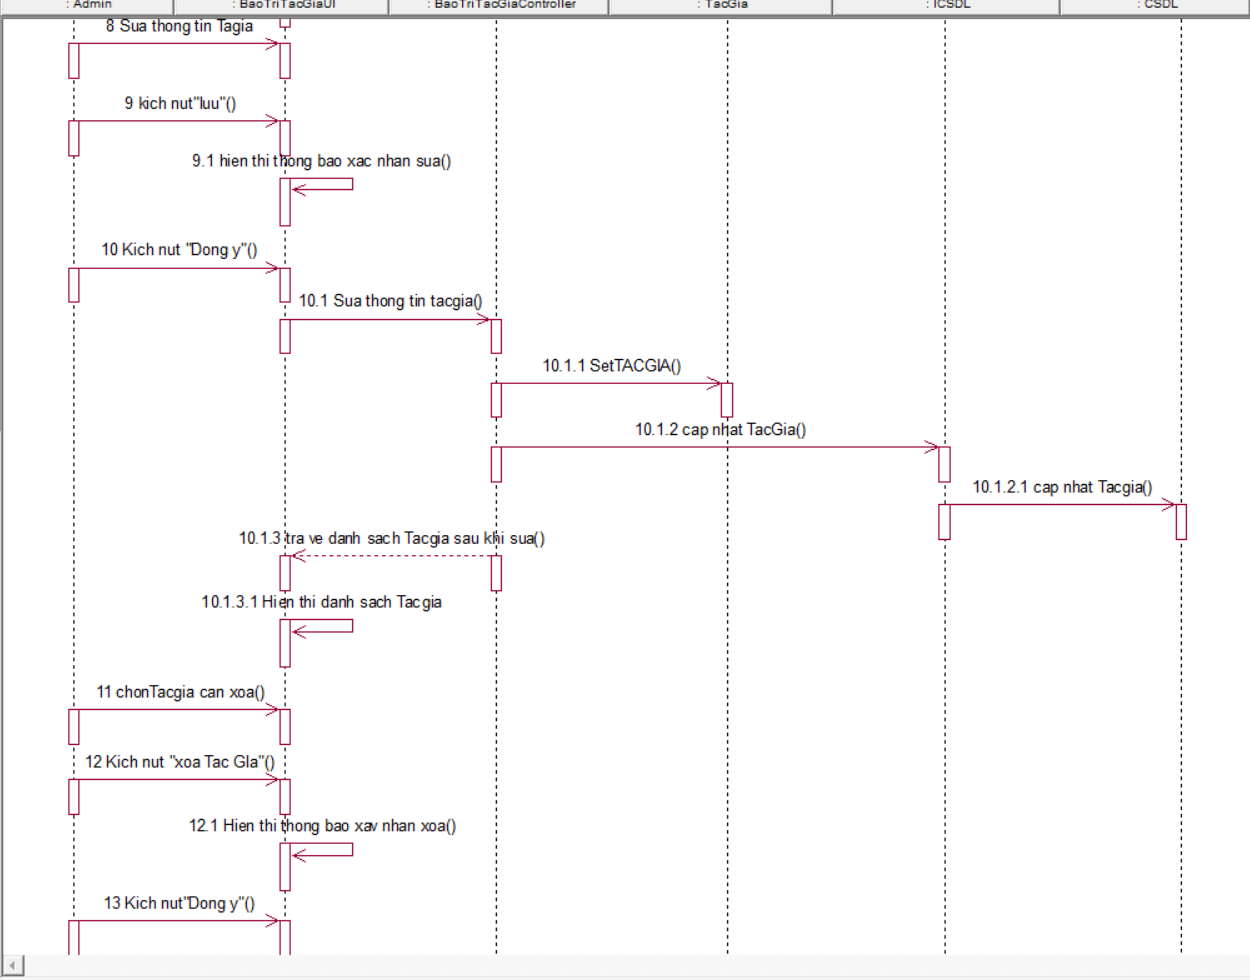 : Admin
: BaoTriTacGiaUI
: BaoTriTacGiaController
: TacGia
: ICSDL
: CSDL
8 Sua thong tin Tagia
9 kich nut"luu"()
9.1 hien thi thong bao xac nhan sua()
10 Kich nut "Dong y"()
10.1 Sua thong tin tacgia()
10.1.1 SetTACGIA()
10.1.2 cap nhat TacGia()
10.1.2.1 cap nhat Tacgia()
10.1.3 tra ve danh sach Tacgia sau khi sua()
10.1.3.1 Hien thi danh sach Tacgia
11 chonTacgia can xoa()
12 Kich nut "xoa Tac GIa"()
12.1 Hien thi thong bao xav nhan xoa()
13 Kich nut"Dong y"()